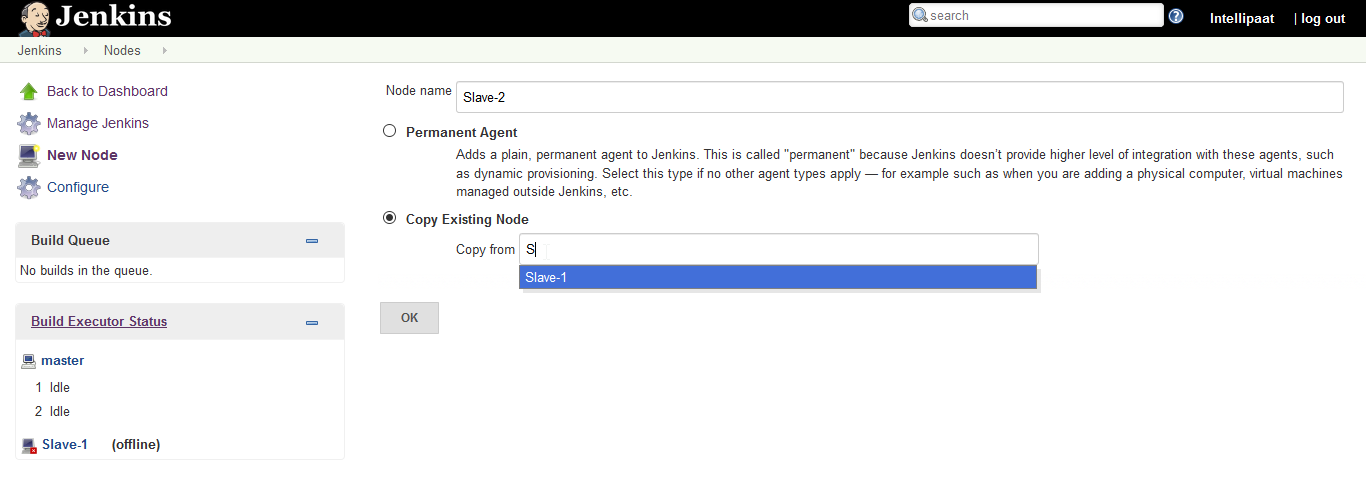 Jenkins
search
?
Intellipaat | log out
Jenkins
Nodes
Back to Dashboard
Manage Jenkins
New Node
Configure
Build Queue
No builds in the queue.
Build Executor Status
master
1 Idle
2 Idle
Slave-1 (offline)
Node name Slave-2
Permanent Agent
Adds a plain, permanent agent to Jenkins. This is called "permanent" because Jenkins doesn't provide higher level of integration with these agents, such
as dynamic provisioning. Select this type if no other agent types apply — for example such as when you are adding a physical computer, virtual machines
managed outside Jenkins, etc.
Copy Existing Node
Copy from S
Slave-1
OK